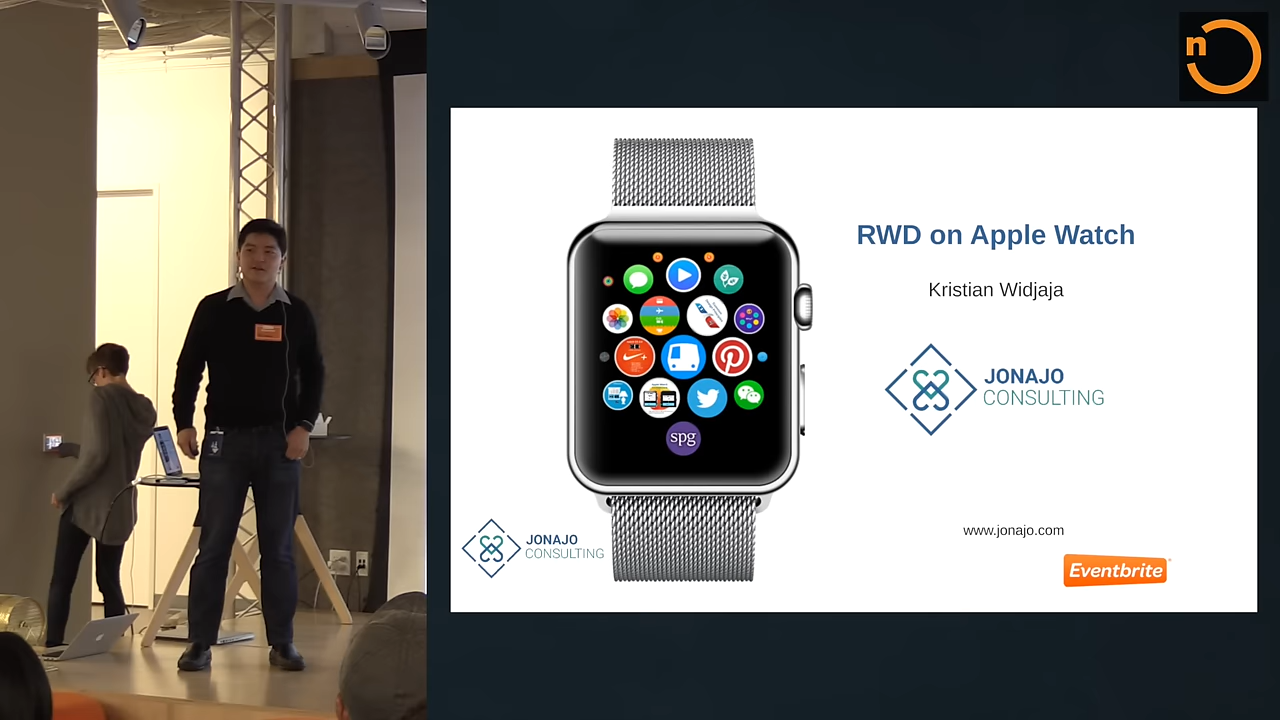 n
RWD on Apple Watch
Kristian Widjaja
JONAJO
CONSULTING
spg
JONAJO
CONSULTING
www.jonajo.com
Eventbrite